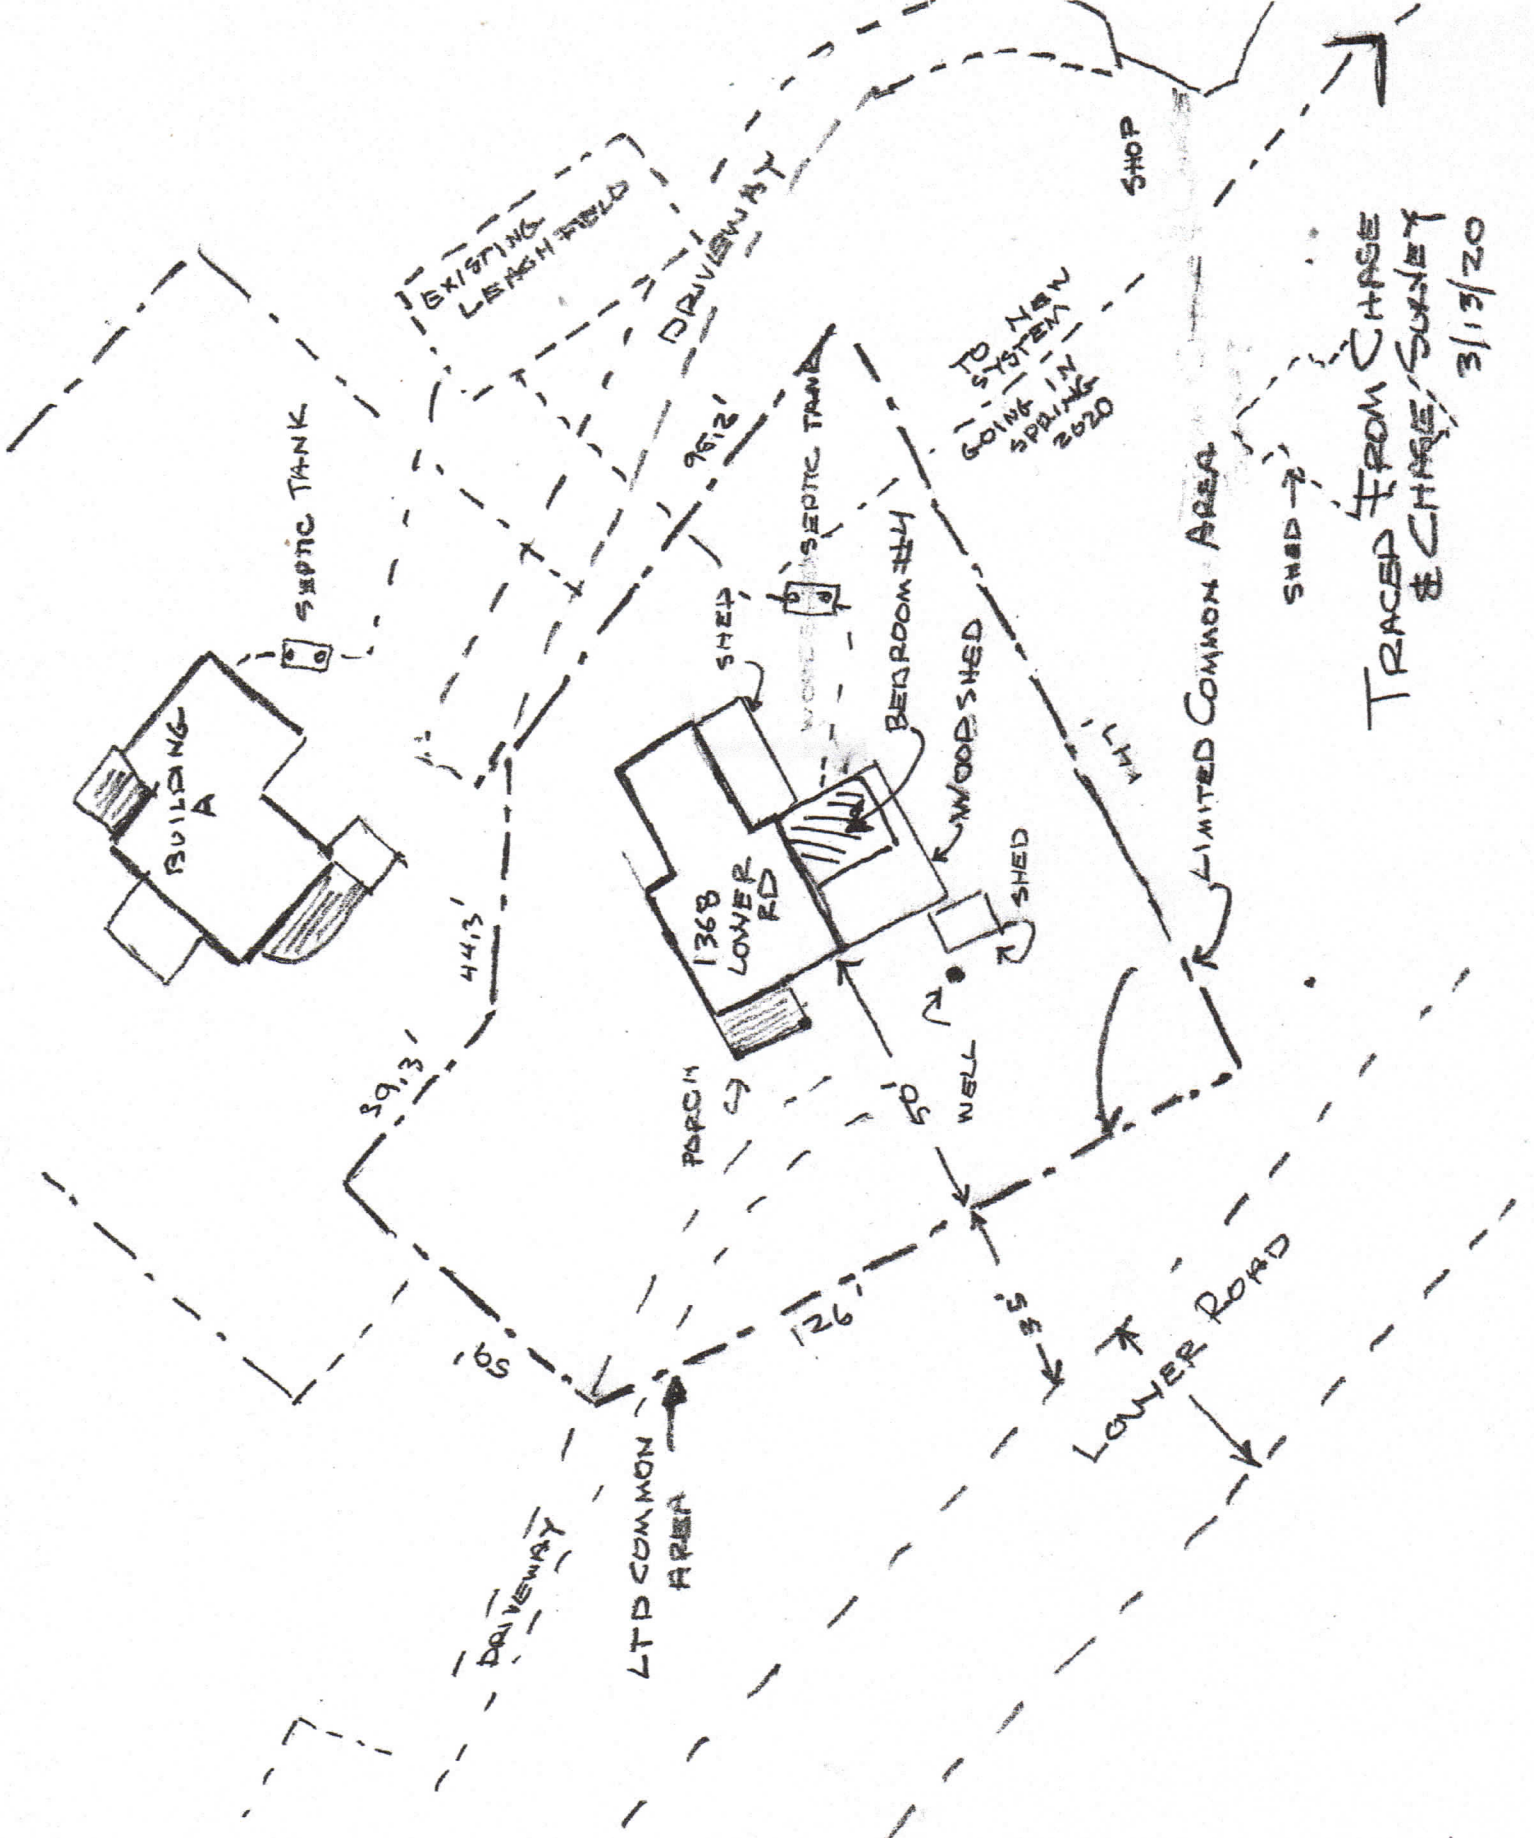 SHOP
EXISTING
LEACH FIELD
DRIVEWAY
TO NEW
SYSTEM
GOING IN
SPRING
2020
SEPTIC TANK
96.2'
SEPTIC TANK
SHED
BEDROOM #4
WOODSHED
SHED
BUILDING
A
1368
LOWER
RD
44.3'
39.3'
59'
PORCH
WELL
50'
35'
126'
LIMITED COMMON AREA
SHED
LOWER ROAD
LTD COMMON
AREA
DRIVEWAY
TRACED FROM CHASE
& CHASE/SURVEY
3/13/20